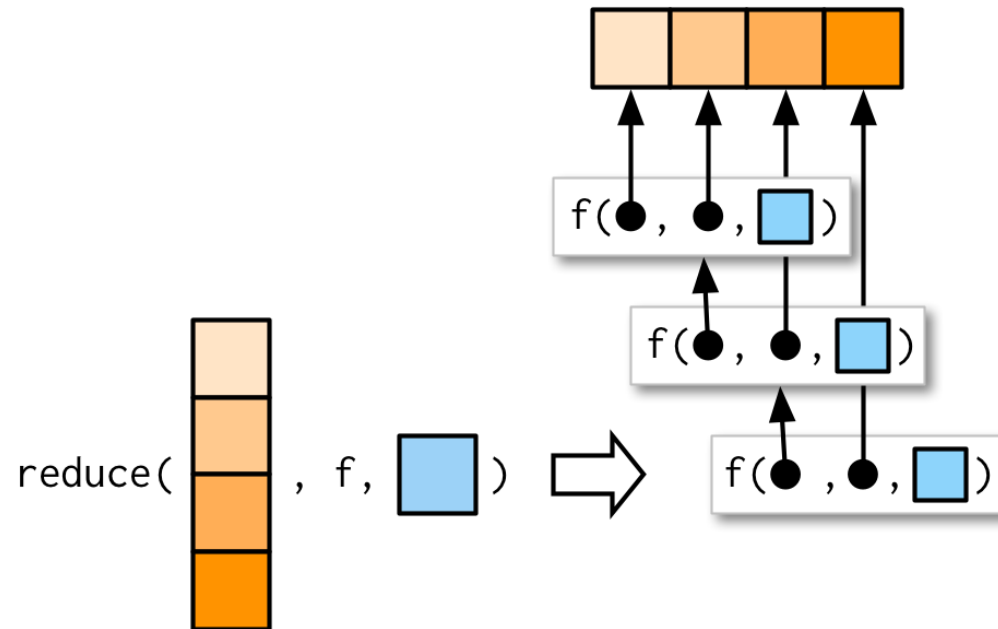 f( , , )
f( , , )
reduce( , f, )
f( , , )